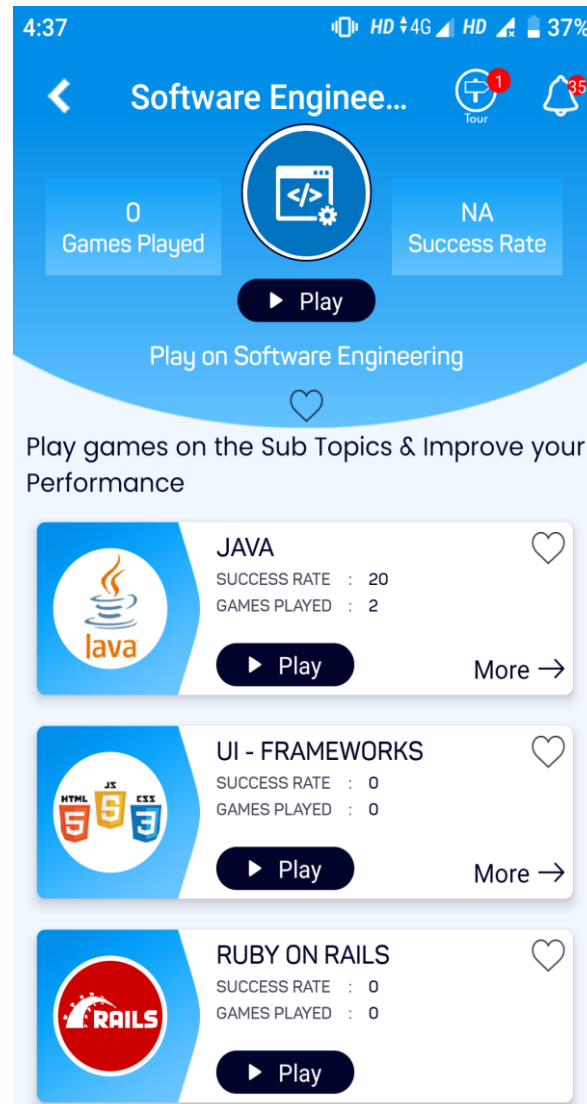 4:37 HD 4G HD 37%
Software Enginee... 1 35
Tour
</>
0 NA
Games Played Success Rate
Play
Play on Software Engineering
Play games on the Sub Topics & Improve your
Performance
JAVA
SUCCESS RATE : 20
GAMES PLAYED : 2
Java
Play More →
UI - FRAMEWORKS
SUCCESS RATE : 0
HTML JS CSS
5 5 3
GAMES PLAYED : 0
Play More →
RUBY ON RAILS
SUCCESS RATE : 0
GAMES PLAYED : 0
RAILS
Play